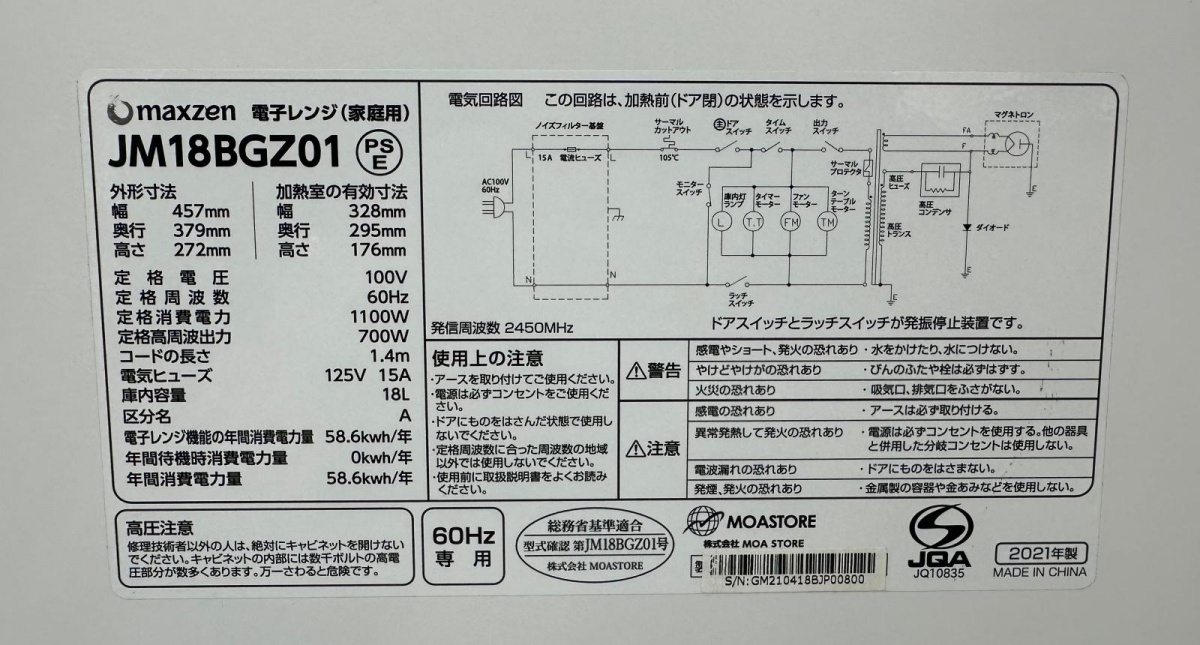 maxzen 電子レンジ(家庭用)
JM18BGZ01 PS E
外形寸法
幅 457mm
奥行 379mm
高さ 272mm
加熱室の有効寸法
幅 328mm
奥行 295mm
高さ 176mm
定格電圧 100V
定格周波数 60Hz
定格消費電力 1100W
定格高周波出力 700W
コードの長さ 1.4m
電気ヒューズ 125V 15A
庫内容量 18L
区分名 A
電子レンジ機能の年間消費電力量 58.6kwh/年
年間待機時消費電力量 0kwh/年
年間消費電力量 58.6kwh/年
電気回路図 この回路は、加熱前(ドア閉)の状態を示します。
ノイズフィルター基盤
L 15A 電流ヒューズ L
AC100V
60Hz
N N
サーマル
カットアウト
105℃
主ドア
スイッチ
タイム
スイッチ
出力
スイッチ
モニター
スイッチ
庫内灯
ランプ
L
タイマー
モーター
T.T
ファン
モーター
FM
ターン
テーブル
モーター
TM
サーマル
プロテクタ
ラッチ
スイッチ
高圧
ヒューズ
高圧
トランス
高圧
コンデンサ
ダイオード
マグネトロン
FA
F
E
E
E
発信周波数 2450MHz
ドアスイッチとラッチスイッチが発振停止装置です。
使用上の注意
・アースを取り付けてご使用ください。
・電源は必ずコンセントをご使用くだ
さい。
・ドアにものをはさんだ状態で使用し
ないでください。
・定格周波数に合った周波数の地域
以外では使用しないでください。
・使用前に取扱説明書をよくお読み
ください。
警告
感電やショート、発火の恐れあり ・水をかけたり、水につけない。
やけどやけがの恐れあり ・びんのふたや栓は必ずはずす。
火災の恐れあり ・吸気口、排気口をふさがない。
注意
感電の恐れあり ・アースは必ず取り付ける。
異常発熱して発火の恐れあり ・電源は必ずコンセントを使用する。他の器具
と併用した分岐コンセントは使用しない。
電波漏れの恐れあり ・ドアにものをはさまない。
発煙、発火の恐れあり ・金属製の容器や金あみなどを使用しない。
高圧注意
修理技術者以外の人は、絶対にキャビネットを開けない
でください。キャビネットの内部には数千ボルトの高電
圧部分が数多くあります。万一さわると危険です。
60Hz
専用
総務省基準適合
型式確認 第JM18BGZ01号
株式会社 MOASTORE
MOASTORE
株式会社 MOA STORE
S/N:GM210418BJP00800
JQA
JQ10835
2021年製
MADE IN CHINA